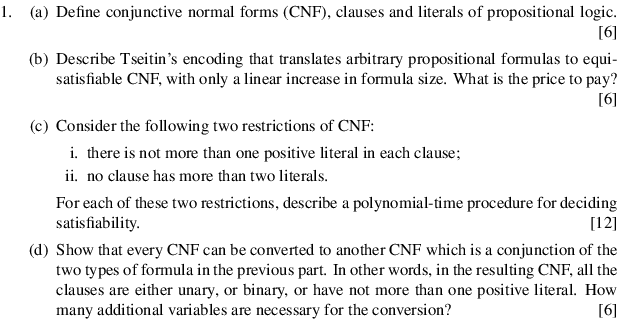 1. (a) Define conjunctive normal forms (CNF), clauses and literals of propositional logic.
[6]
(b) Describe Tseitin's encoding that translates arbitrary propositional formulas to equi-
satisfiable CNF, with only a linear increase in formula size. What is the price to pay?
[6]
(c) Consider the following two restrictions of CNF:
i. there is not more than one positive literal in each clause;
ii. no clause has more than two literals.
For each of these two restrictions, describe a polynomial-time procedure for deciding
satisfiability. [12]
(d) Show that every CNF can be converted to another CNF which is a conjunction of the
two types of formula in the previous part. In other words, in the resulting CNF, all the
clauses are either unary, or binary, or have not more than one positive literal. How
many additional variables are necessary for the conversion? [6]